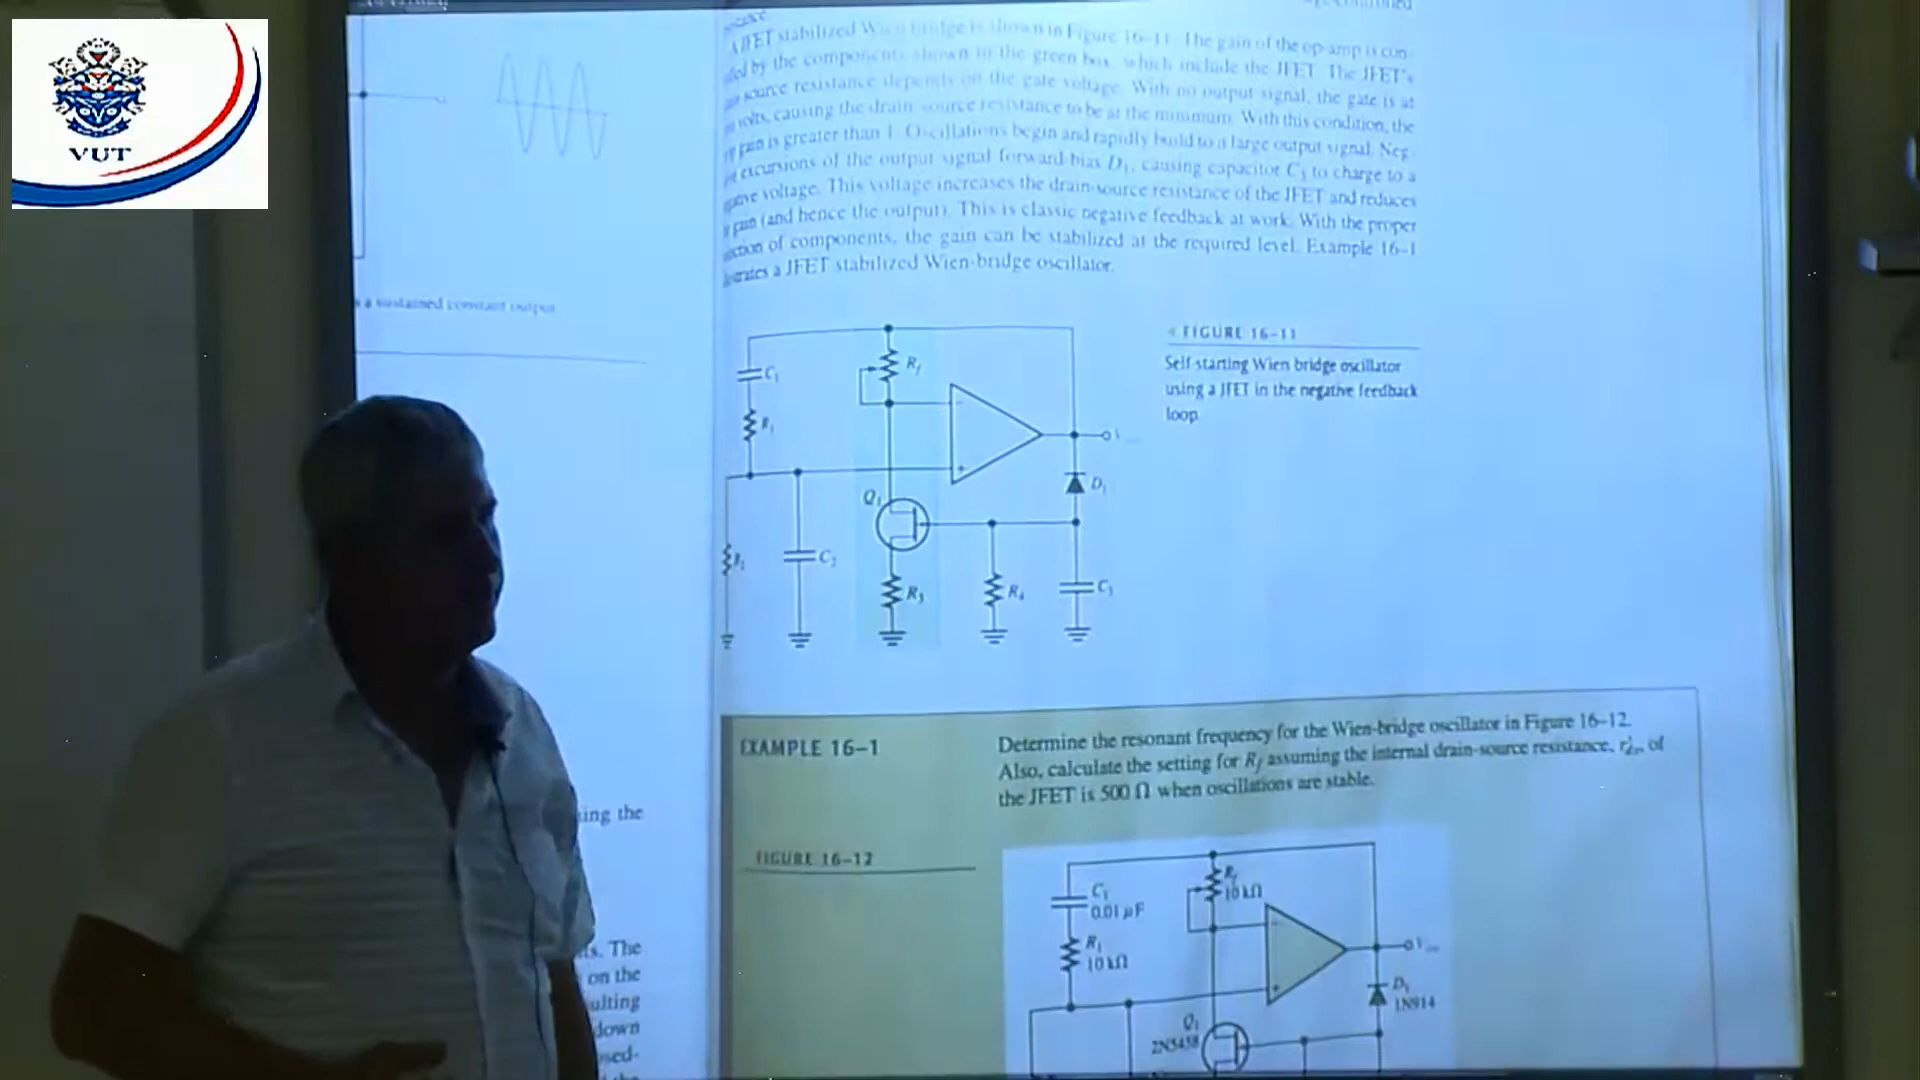 VUT
JFET stabilized Wien bridge is shown in Figure 16–11. The gain of the op-amp is con-
by the components shown in the green box, which include the JFET. The JFET's
source resistance depends on the gate voltage. With no output signal, the gate is at
volts, causing the drain-source resistance to be at the minimum. With this condition, the
gain is greater than 1. Oscillations begin and rapidly build to a large output signal. Neg-
excursions of the output signal forward-bias D1, causing capacitor C3 to charge to a
voltage. This voltage increases the drain-source resistance of the JFET and reduces
gain (and hence the output). This is classic negative feedback at work. With the proper
of components, the gain can be stabilized at the required level. Example 16–1
a JFET stabilized Wien-bridge oscillator.
a sustained constant output
FIGURE 16–11
Self-starting Wien bridge oscillator
using a JFET in the negative feedback
loop.
C1
Rf
R1
−
+
V
D1
Q1
C2
R3
R4
C3
EXAMPLE 16–1
Determine the resonant frequency for the Wien-bridge oscillator in Figure 16–12.
Also, calculate the setting for Rf assuming the internal drain-source resistance, r′ds, of
the JFET is 500 Ω when oscillations are stable.
FIGURE 16–12
C1
0.01 μF
R1
10 kΩ
Rf
10 kΩ
−
+
V
D1
1N914
Q1
2N5458
ing the
ts. The
on the
ulting
down
sed-